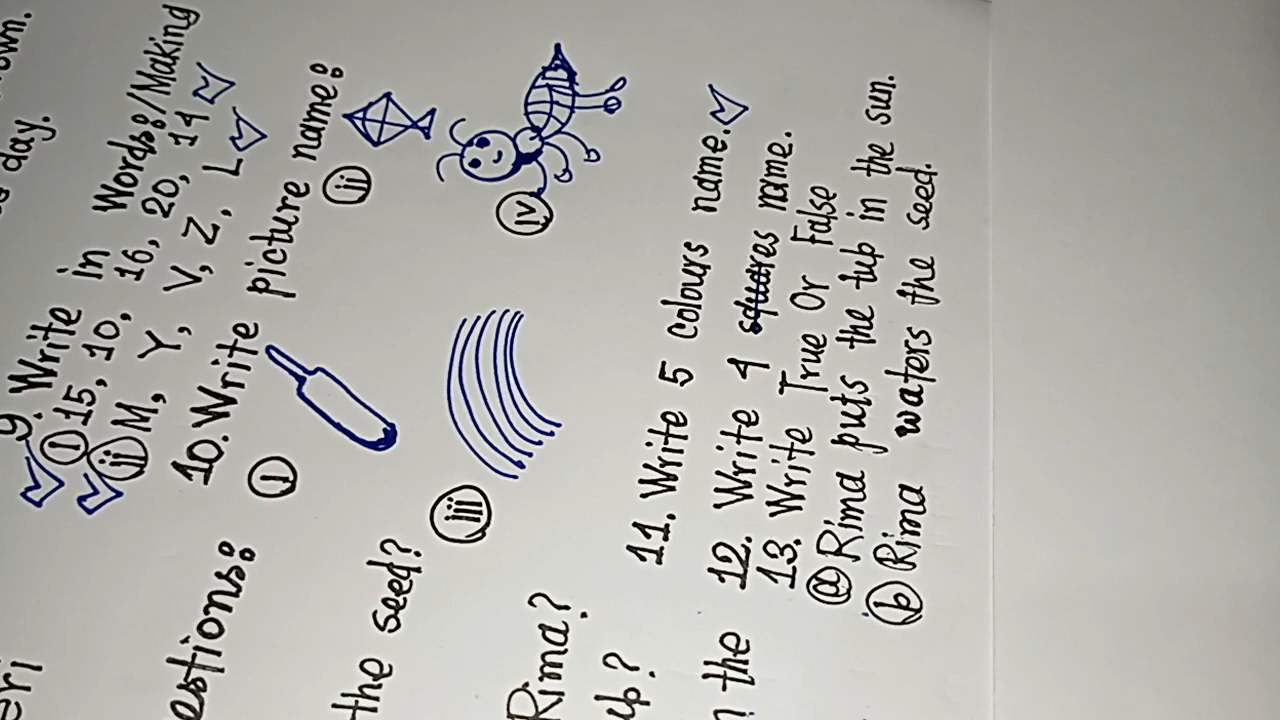 day.
the seed?
Rima?
the
9. Write in Words:/Making
(i) 15, 10, 16, 20, 14
(ii) M, Y, V, Z, L
10. Write picture name:
(i) (ii)
(iii) (iv)
11. Write 5 colours name.
12. Write 4 squares name.
13. Write True Or False
(a) Rima puts the tub in the sun.
(b) Rima waters the seed.